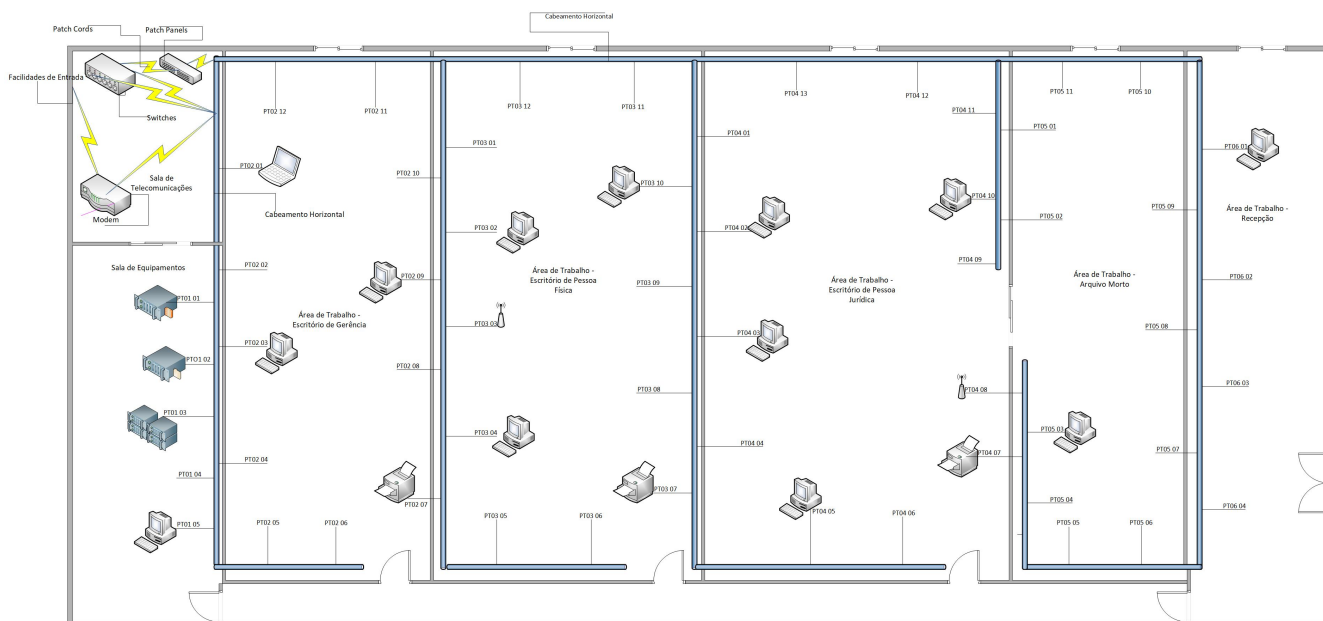 Cabeamento Horizontal
Patch Cords
Patch Panels
Facilidades de Entrada
Switches
Sala de
Telecomunicações
Modem
Cabeamento Horizontal
Sala de Equipamentos
PT01 01
PTO1 02
PT01 03
PT01 04
PT01 05
PT02 12
PT02 11
PT02 01
PT02 10
PT02 02
PT02 09
Área de Trabalho -
Escritório de Gerência
PT02 03
PT02 08
PT02 04
PT02 07
PT02 05
PT02 06
PT03 12
PT03 11
PT03 01
PT03 10
PT03 02
Área de Trabalho -
Escritório de Pessoa
Física
PT03 09
PT03 03
PT03 08
PT03 04
PT03 07
PT03 05
PT03 06
PT04 13
PT04 12
PT04 11
PT04 01
PT04 10
PT04 02
PT04 09
Área de Trabalho -
Escritório de Pessoa
Jurídica
PT04 03
PT04 08
PT04 04
PT04 07
PT04 05
PT04 06
PT05 11
PT05 10
PT05 01
PT05 09
PT05 02
Área de Trabalho -
Arquivo Morto
PT05 08
PT05 03
PT05 07
PT05 04
PT05 05
PT05 06
PT06 01
Área de Trabalho -
Recepção
PT06 02
PT06 03
PT06 04